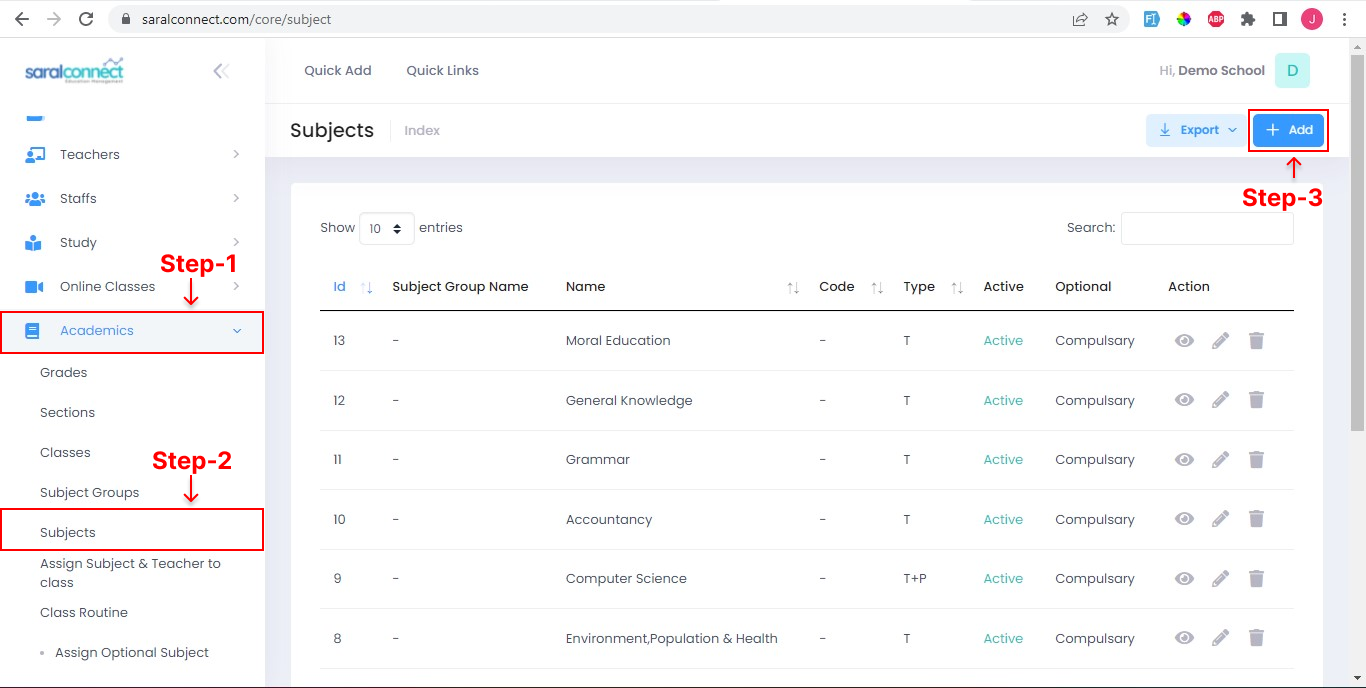 saralconnect.com/core/subject
FI
ABP
J
saralconnect
Education Management
Quick Add
Quick Links
Hi, Demo School
D
Subjects
Index
Export
+ Add
Step-3
Teachers
Staffs
Study
Step-1
Online Classes
Academics
Grades
Sections
Classes
Step-2
Subject Groups
Subjects
Assign Subject & Teacher to
class
Class Routine
Assign Optional Subject
Show 10 entries
Search:
Id Subject Group Name Name Code Type Active Optional Action
13 - Moral Education - T Active Compulsary
12 - General Knowledge - T Active Compulsary
11 - Grammar - T Active Compulsary
10 - Accountancy - T Active Compulsary
9 - Computer Science - T+P Active Compulsary
8 - Environment,Population & Health - T Active Compulsary